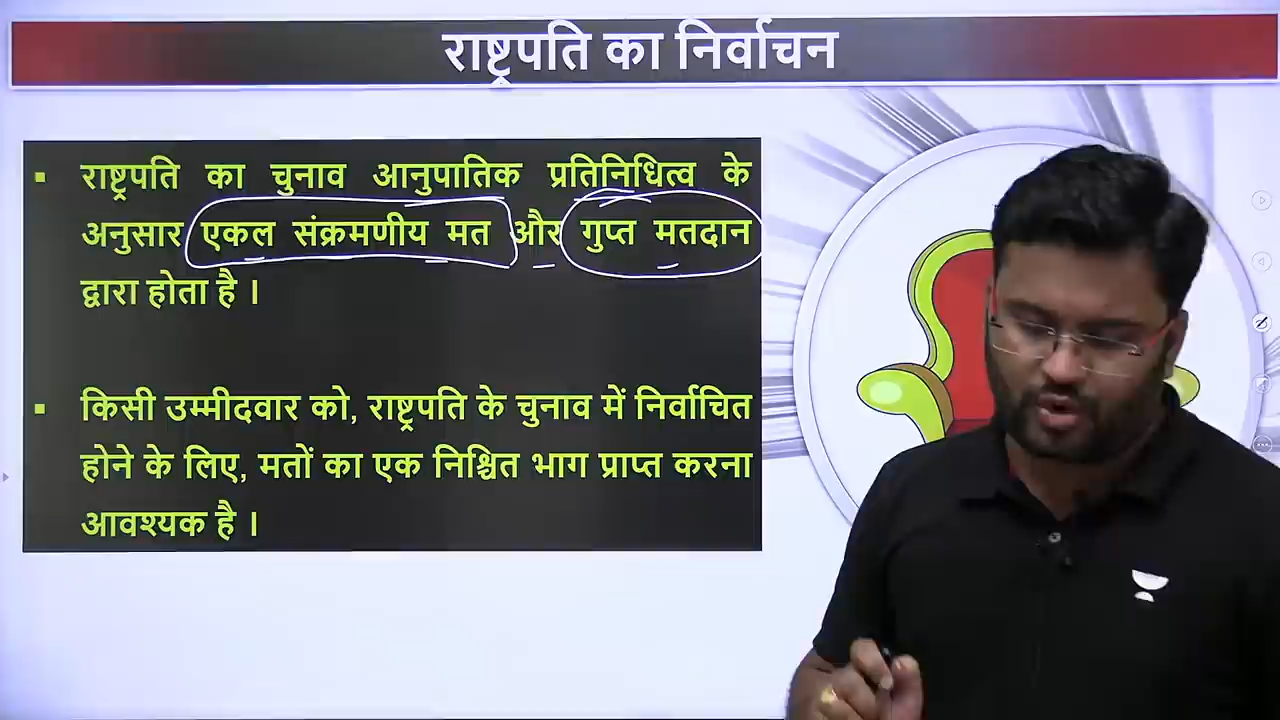 राष्ट्रपति का निर्वाचन
▪ राष्ट्रपति का चुनाव आनुपातिक प्रतिनिधित्व के
अनुसार एकल संक्रमणीय मत और गुप्त मतदान
द्वारा होता है ।
▪ किसी उम्मीदवार को, राष्ट्रपति के चुनाव में निर्वाचित
होने के लिए, मतों का एक निश्चित भाग प्राप्त करना
आवश्यक है ।